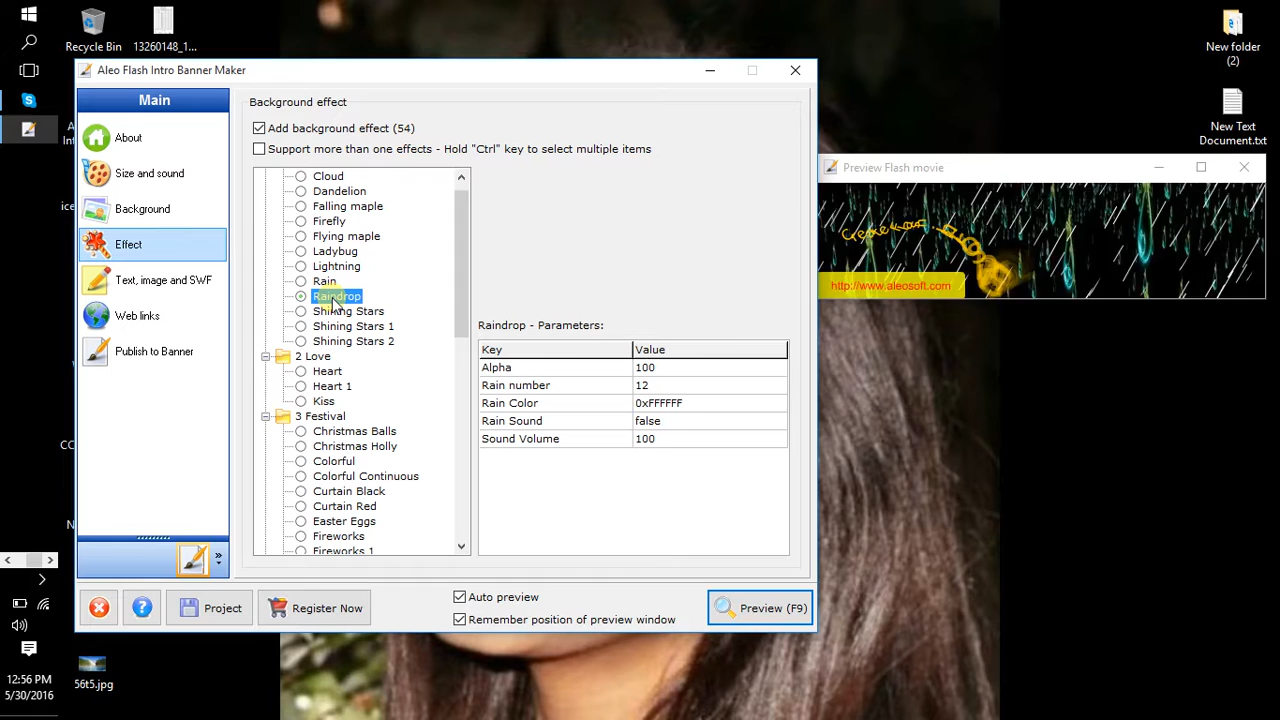 Recycle Bin
13260148_1...
New folder
(2)
New Text
Document.txt
Aleo Flash Intro Banner Maker
Main
About
Size and sound
Background
Effect
Text, image and SWF
Web links
Publish to Banner
Background effect
Add background effect (54)
Support more than one effects - Hold "Ctrl" key to select multiple items
Cloud
Dandelion
Falling maple
Firefly
Flying maple
Ladybug
Lightning
Rain
Raindrop
Shining Stars
Shining Stars 1
Shining Stars 2
2 Love
Heart
Heart 1
Kiss
3 Festival
Christmas Balls
Christmas Holly
Colorful
Colorful Continuous
Curtain Black
Curtain Red
Easter Eggs
Fireworks
Fireworks 1
Raindrop - Parameters:
Key Value
Alpha 100
Rain number 12
Rain Color 0xFFFFFF
Rain Sound false
Sound Volume 100
Project
Register Now
Auto preview
Remember position of preview window
Preview (F9)
Preview Flash movie
http://www.aleosoft.com
12:56 PM
5/30/2016
56t5.jpg